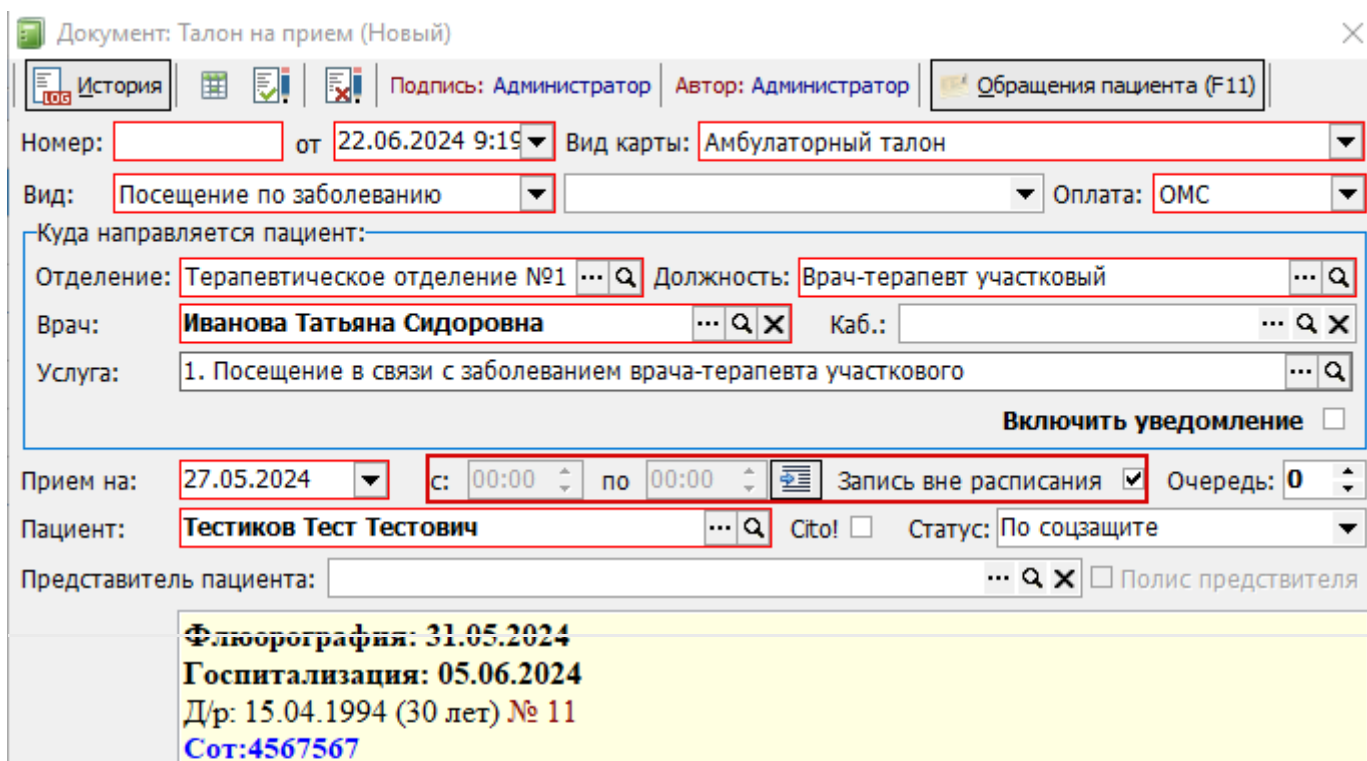 Документ: Талон на прием (Новый)
LOG История Подпись: Администратор Автор: Администратор Обращения пациента (F11)
Номер: от 22.06.2024 9:19 Вид карты: Амбулаторный талон
Вид: Посещение по заболеванию Оплата: ОМС
Куда направляется пациент:
Отделение: Терапевтическое отделение №1 ... Должность: Врач-терапевт участковый ...
Врач: Иванова Татьяна Сидоровна ... Каб.: ...
Услуга: 1. Посещение в связи с заболеванием врача-терапевта участкового ...
Включить уведомление
Прием на: 27.05.2024 с: 00:00 по 00:00 Запись вне расписания Очередь: 0
Пациент: Тестиков Тест Тестович ... Cito! Статус: По соцзащите
Представитель пациента: ... Полис предствителя
Флюорография: 31.05.2024
Госпитализация: 05.06.2024
Д/р: 15.04.1994 (30 лет) № 11
Сот:4567567